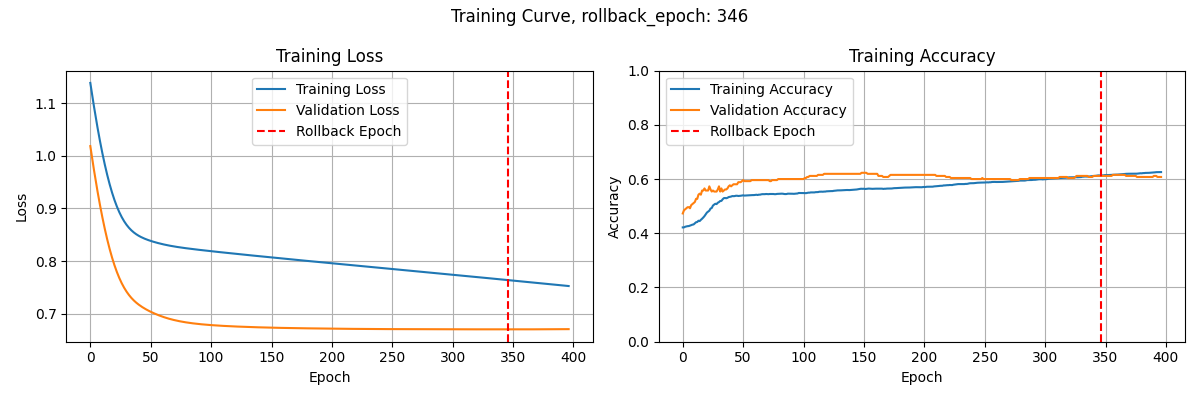 Training Curve, rollback_epoch: 346
Training Loss
Training Loss
Validation Loss
Rollback Epoch
1.1
1.0
0.9
0.8
0.7
Loss
0 50 100 150 200 250 300 350 400
Epoch
Training Accuracy
Training Accuracy
Validation Accuracy
Rollback Epoch
1.0
0.8
0.6
0.4
0.2
0.0
Accuracy
0 50 100 150 200 250 300 350 400
Epoch